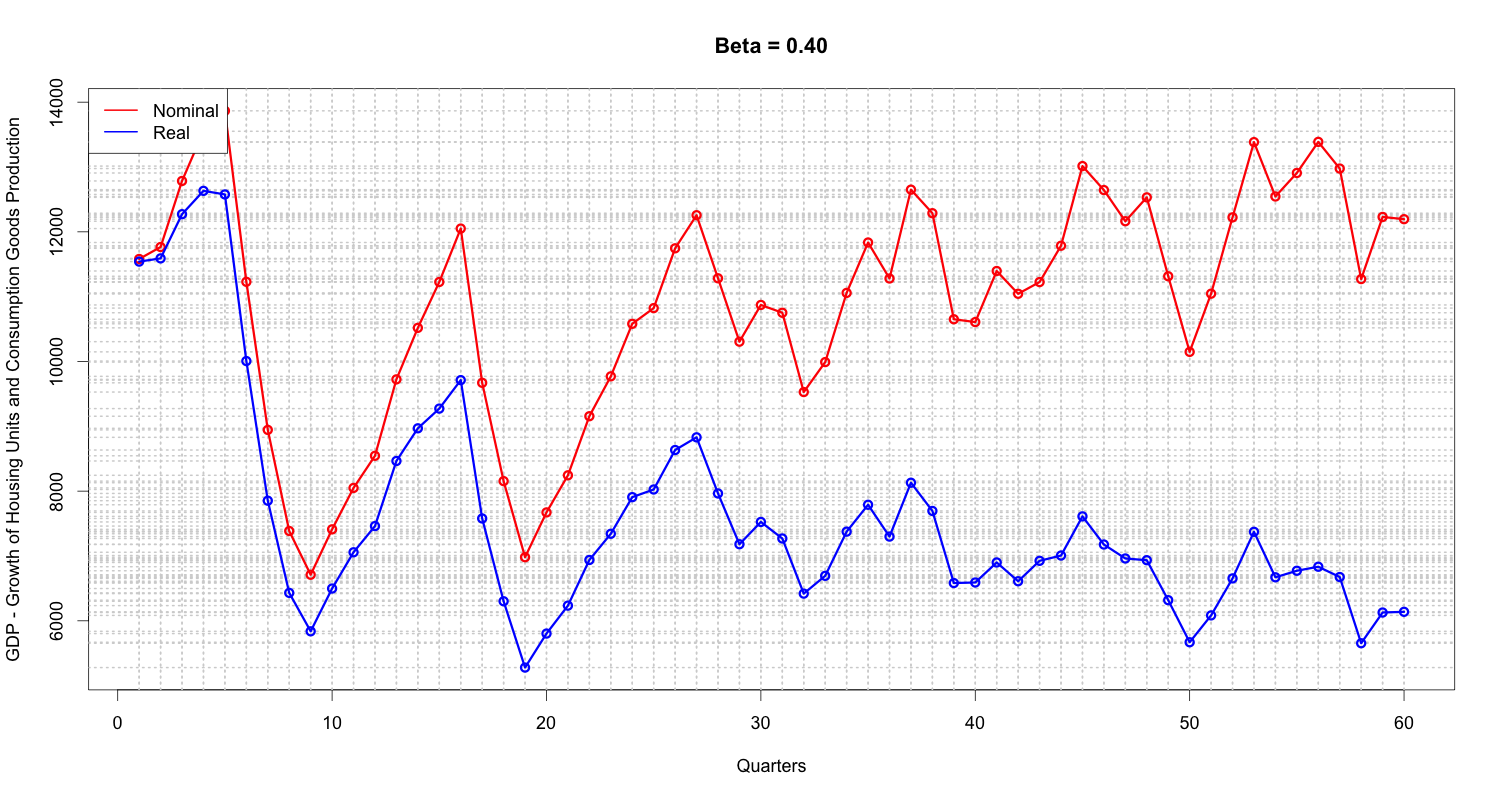 Beta = 0.40
GDP - Growth of Housing Units and Consumption Goods Production
14000
12000
10000
8000
6000
Nominal
Real
0
10
20
30
40
50
60
Quarters